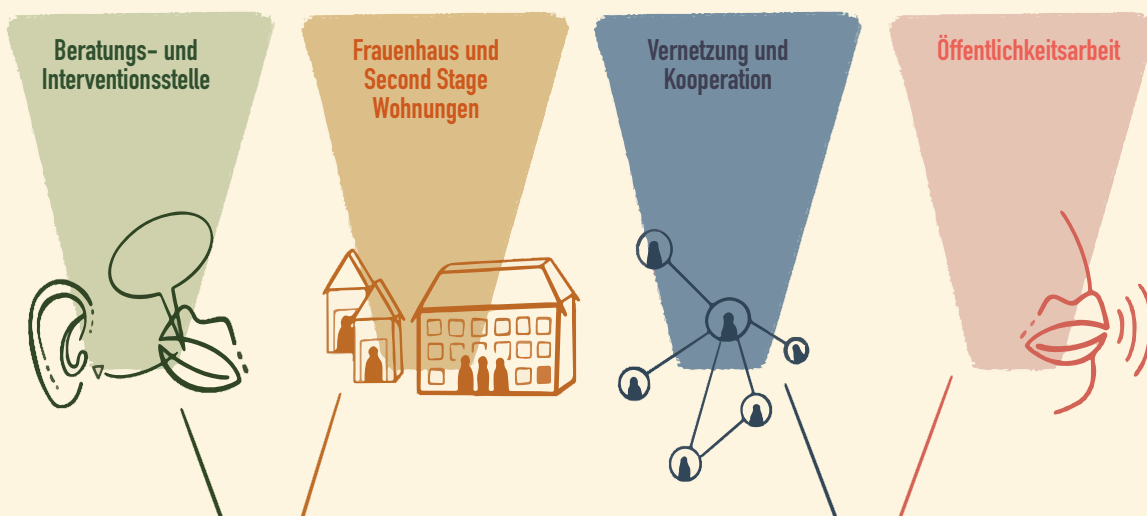 Beratungs- und
Interventionsstelle
Frauenhaus und
Second Stage
Wohnungen
Vernetzung und
Kooperation
Öffentlichkeitsarbeit